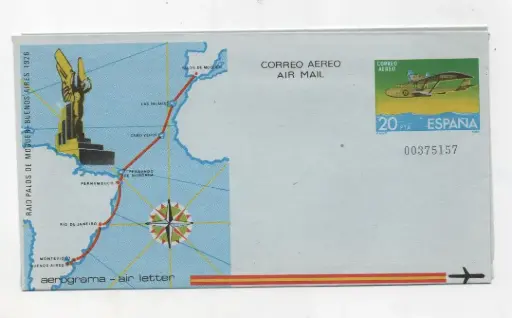 RAID PALOS DE MOGUER - BUENOS AIRES 1926
PALOS DE MOGUER
LAS PALMAS
CABO VERDE
FERNANDO
DE NORONHA
PERNAMBUCO
RIO DE JANEIRO
MONTEVIDEO
BUENOS AIRES
aerograma - air letter
CORREO AEREO
AIR MAIL
CORREO
AEREO
20 PTS ESPAÑA
00375157